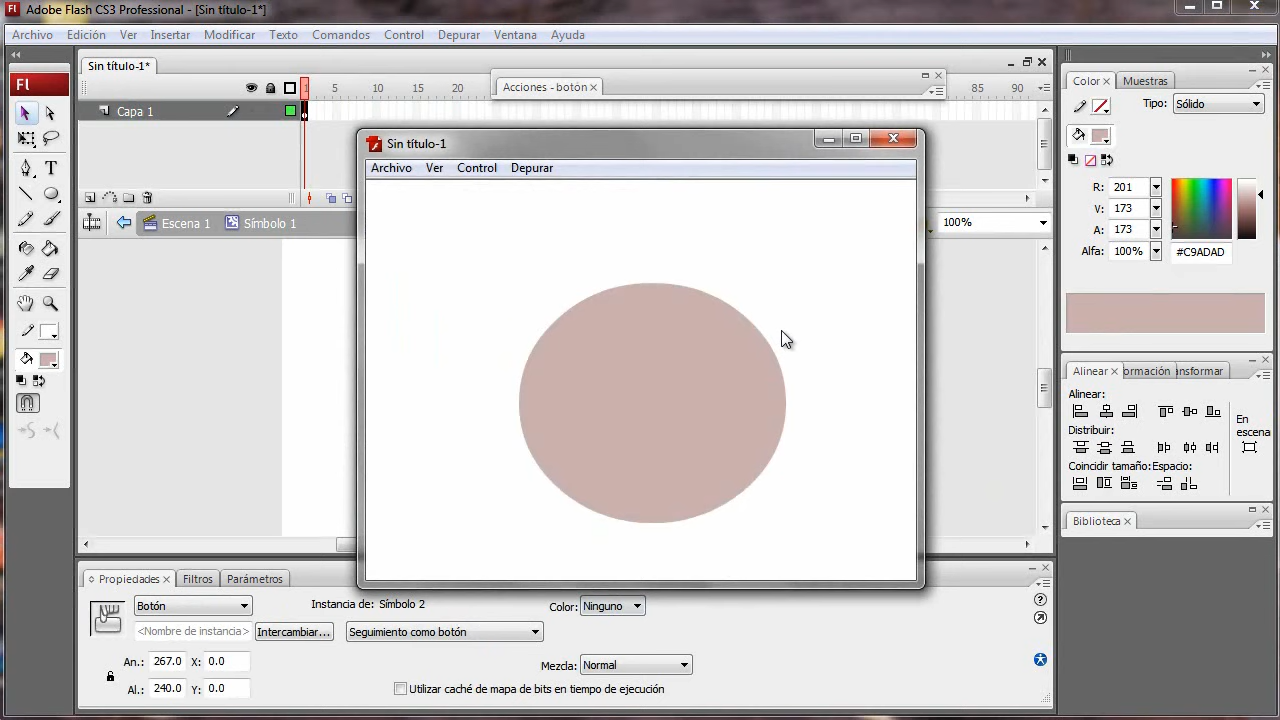 Adobe Flash CS3 Professional - [Sin título-1*]
Archivo Edición Ver Insertar Modificar Texto Comandos Control Depurar Ventana Ayuda
Fl
Sin título-1*
1 5 10 15 20 85 90
Capa 1
Acciones - botón
Escena 1 Símbolo 1 100%
Sin título-1
Archivo Ver Control Depurar
Color Muestras
Tipo: Sólido
R: 201
V: 173
A: 173
Alfa: 100% #C9ADAD
Alinear ormación ansformar
Alinear:
Distribuir:
En escena
Coincidir tamaño: Espacio:
Biblioteca
Propiedades Filtros Parámetros
Botón Instancia de: Símbolo 2 Color: Ninguno
<Nombre de instancia> Intercambiar... Seguimiento como botón
An.: 267.0 X: 0.0 Mezcla: Normal
Al.: 240.0 Y: 0.0 Utilizar caché de mapa de bits en tiempo de ejecución